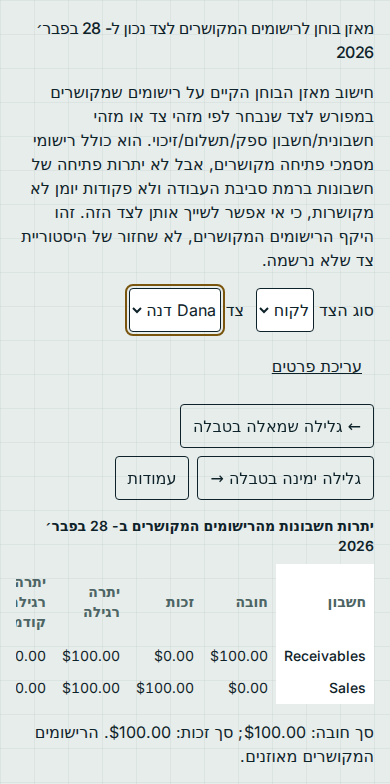 מאזן בוחן לרישומים המקושרים לצד נכון ל- 28 בפבר׳
2026
חישוב מאזן הבוחן הקיים על רישומים שמקושרים
במפורש לצד שנבחר לפי מזהי צד או מזהי
חשבונית/חשבון ספק/תשלום/זיכוי. הוא כולל רישומי
מסמכי פתיחה מקושרים, אבל לא יתרות פתיחה של
חשבונות ברמת סביבת העבודה ולא פקודות יומן לא
מקושרות, כי אי אפשר לשייך אותן לצד הזה. זהו
היקף הרישומים המקושרים, לא שחזור של היסטוריית
צד שלא נרשמה.
סוג הצד לקוח צד Dana דנה
עריכת פרטים
← גלילה שמאלה בטבלה
גלילה ימינה בטבלה →
עמודות
יתרות חשבונות מהרישומים המקושרים ב- 28 בפבר׳
2026
חשבון חובה זכות יתרה רגילה
Receivables $100.00 $0.00 $100.00 0.00
Sales $0.00 $100.00 $100.00 0.00
סך חובה: $100.00; סך זכות: $100.00. הרישומים
המקושרים מאוזנים.